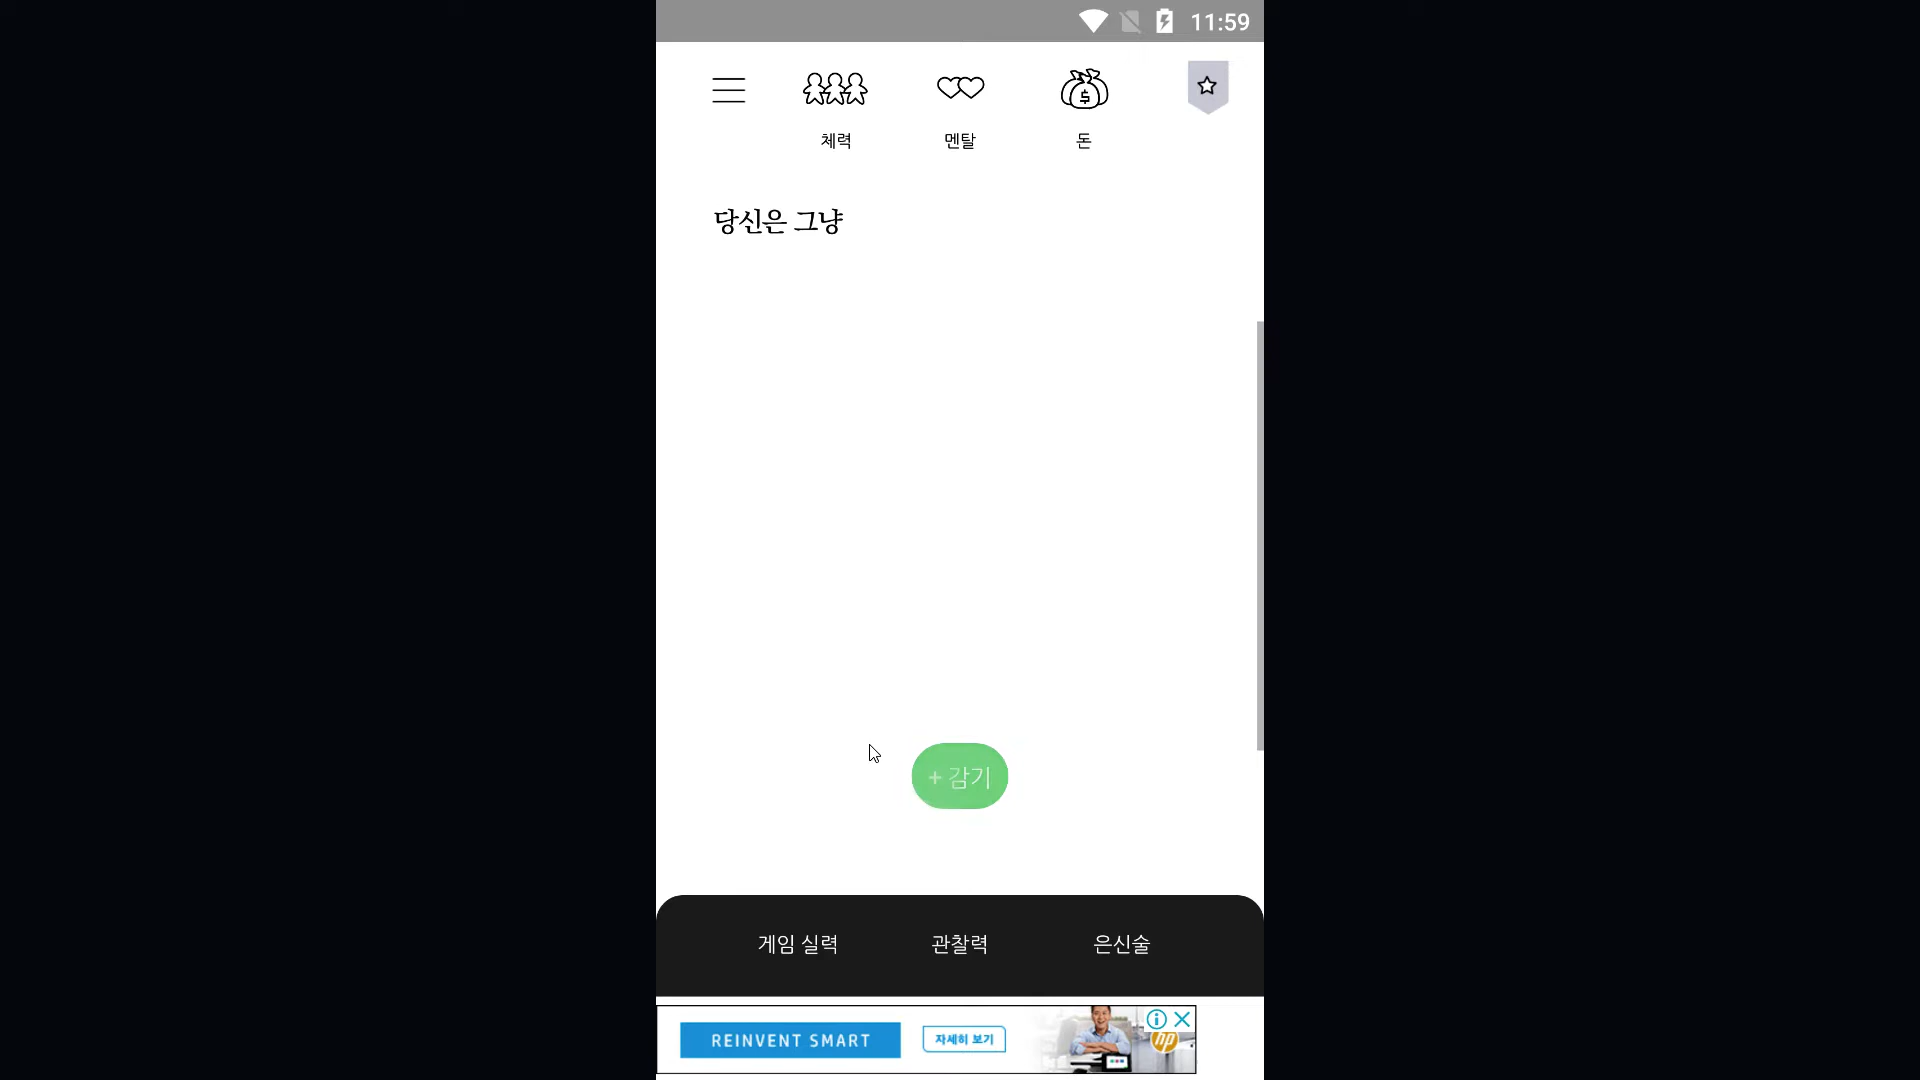 11:59
체력 멘탈 돈
당신은 그냥
+ 감기
게임 실력 관찰력 은신술
REINVENT SMART 자세히 보기 hp